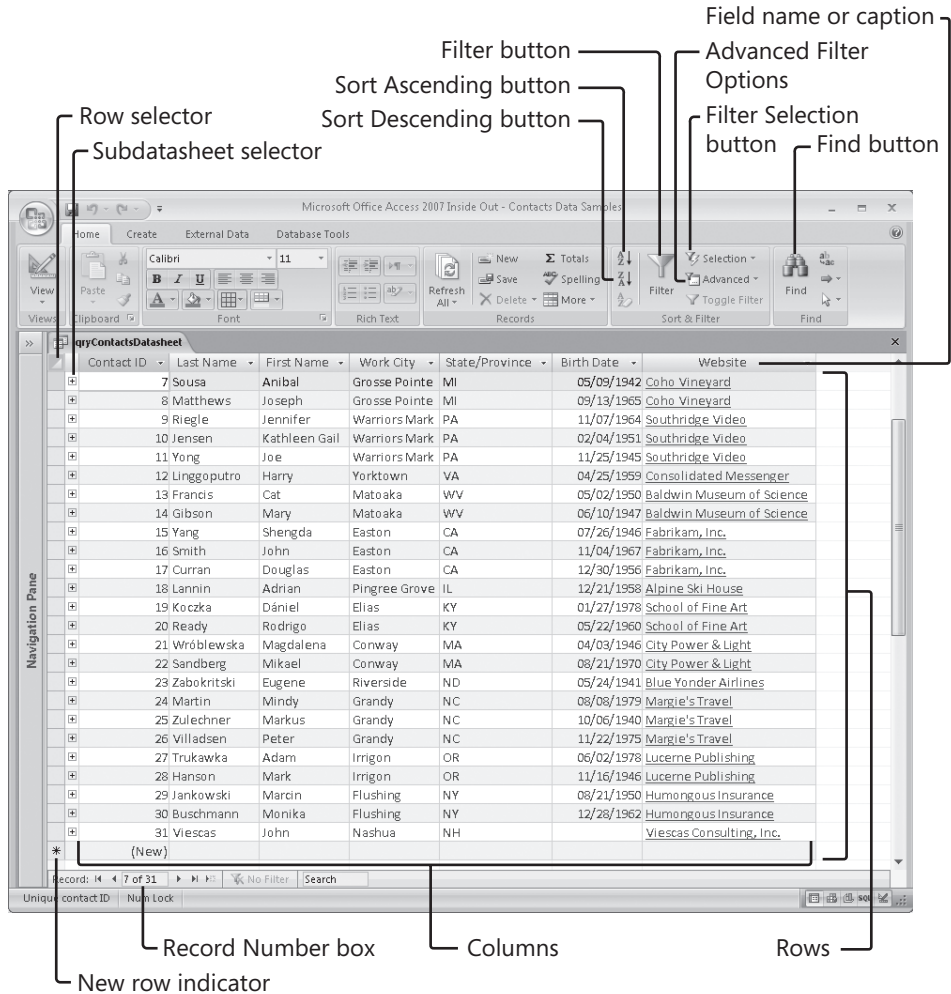 Field name or caption
Filter button
Advanced Filter
Options
Sort Ascending button
Row selector
Sort Descending button
Filter Selection
button
Find button
Subdatasheet selector
Microsoft Office Access 2007 Inside Out - Contacts Data Samples
Home Create External Data Database Tools
Calibri 11 New Totals Selection
View Paste B I U Save Spelling Advanced
Refresh All Delete More Filter Toggle Filter Find
Views Clipboard Font Rich Text Records Sort & Filter Find
qryContactsDatasheet
Contact ID Last Name First Name Work City State/Province Birth Date Website
7 Sousa Anibal Grosse Pointe MI 05/09/1942 Coho Vineyard
8 Matthews Joseph Grosse Pointe MI 09/13/1965 Coho Vineyard
9 Riegle Jennifer Warriors Mark PA 11/07/1964 Southridge Video
10 Jensen Kathleen Gail Warriors Mark PA 02/04/1951 Southridge Video
11 Yong Joe Warriors Mark PA 11/25/1945 Southridge Video
12 Linggoputro Harry Yorktown VA 04/25/1959 Consolidated Messenger
13 Francis Cat Matoaka WV 05/02/1950 Baldwin Museum of Science
14 Gibson Mary Matoaka WV 06/10/1947 Baldwin Museum of Science
15 Yang Shengda Easton CA 07/26/1946 Fabrikam, Inc.
16 Smith John Easton CA 11/04/1967 Fabrikam, Inc.
17 Curran Douglas Easton CA 12/30/1956 Fabrikam, Inc.
18 Lannin Adrian Pingree Grove IL 12/21/1958 Alpine Ski House
19 Koczka Dániel Elias KY 01/27/1978 School of Fine Art
20 Ready Rodrigo Elias KY 05/22/1960 School of Fine Art
21 Wróblewska Magdalena Conway MA 04/03/1946 City Power & Light
22 Sandberg Mikael Conway MA 08/21/1970 City Power & Light
23 Zabokritski Eugene Riverside ND 05/24/1941 Blue Yonder Airlines
24 Martin Mindy Grandy NC 08/08/1979 Margie's Travel
25 Zulechner Markus Grandy NC 10/06/1940 Margie's Travel
26 Villadsen Peter Grandy NC 11/22/1975 Margie's Travel
27 Trukawka Adam Irrigon OR 06/02/1978 Lucerne Publishing
28 Hanson Mark Irrigon OR 11/16/1946 Lucerne Publishing
29 Jankowski Marcin Flushing NY 08/21/1950 Humongous Insurance
30 Buschmann Monika Flushing NY 12/28/1962 Humongous Insurance
31 Viescas John Nashua NH Viescas Consulting, Inc.
(New)
Navigation Pane
Record: 7 of 31 No Filter Search
Unique contact ID Num Lock SQL
Record Number box
Columns
Rows
New row indicator